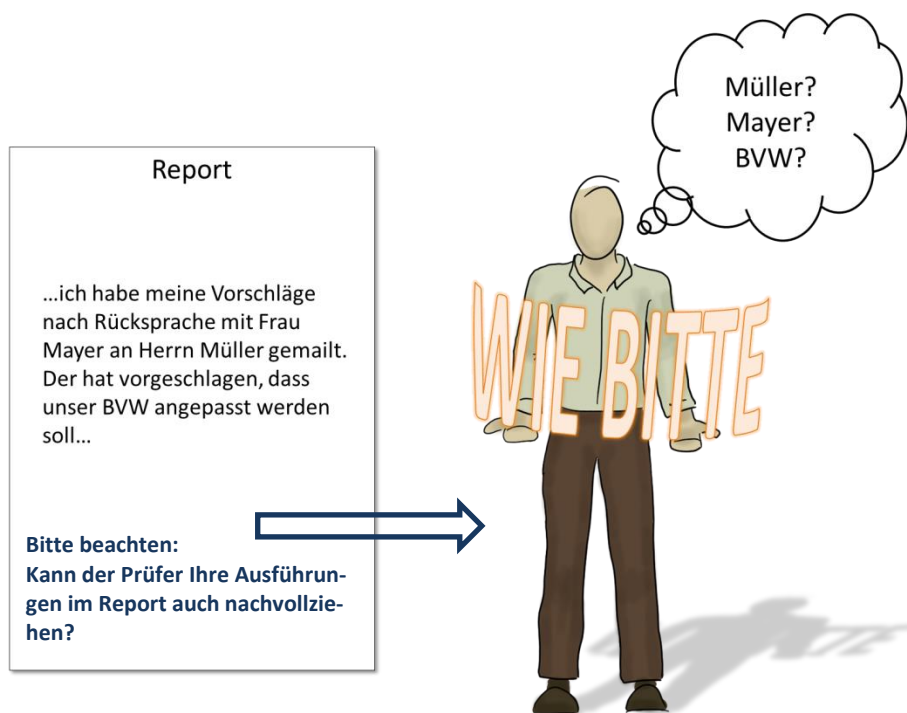 Report
...ich habe meine Vorschläge
nach Rücksprache mit Frau
Mayer an Herrn Müller gemailt.
Der hat vorgeschlagen, dass
unser BVW angepasst werden
soll...
Bitte beachten:
Kann der Prüfer Ihre Ausführun-
gen im Report auch nachvollzie-
hen?
Müller?
Mayer?
BVW?
WIE BITTE